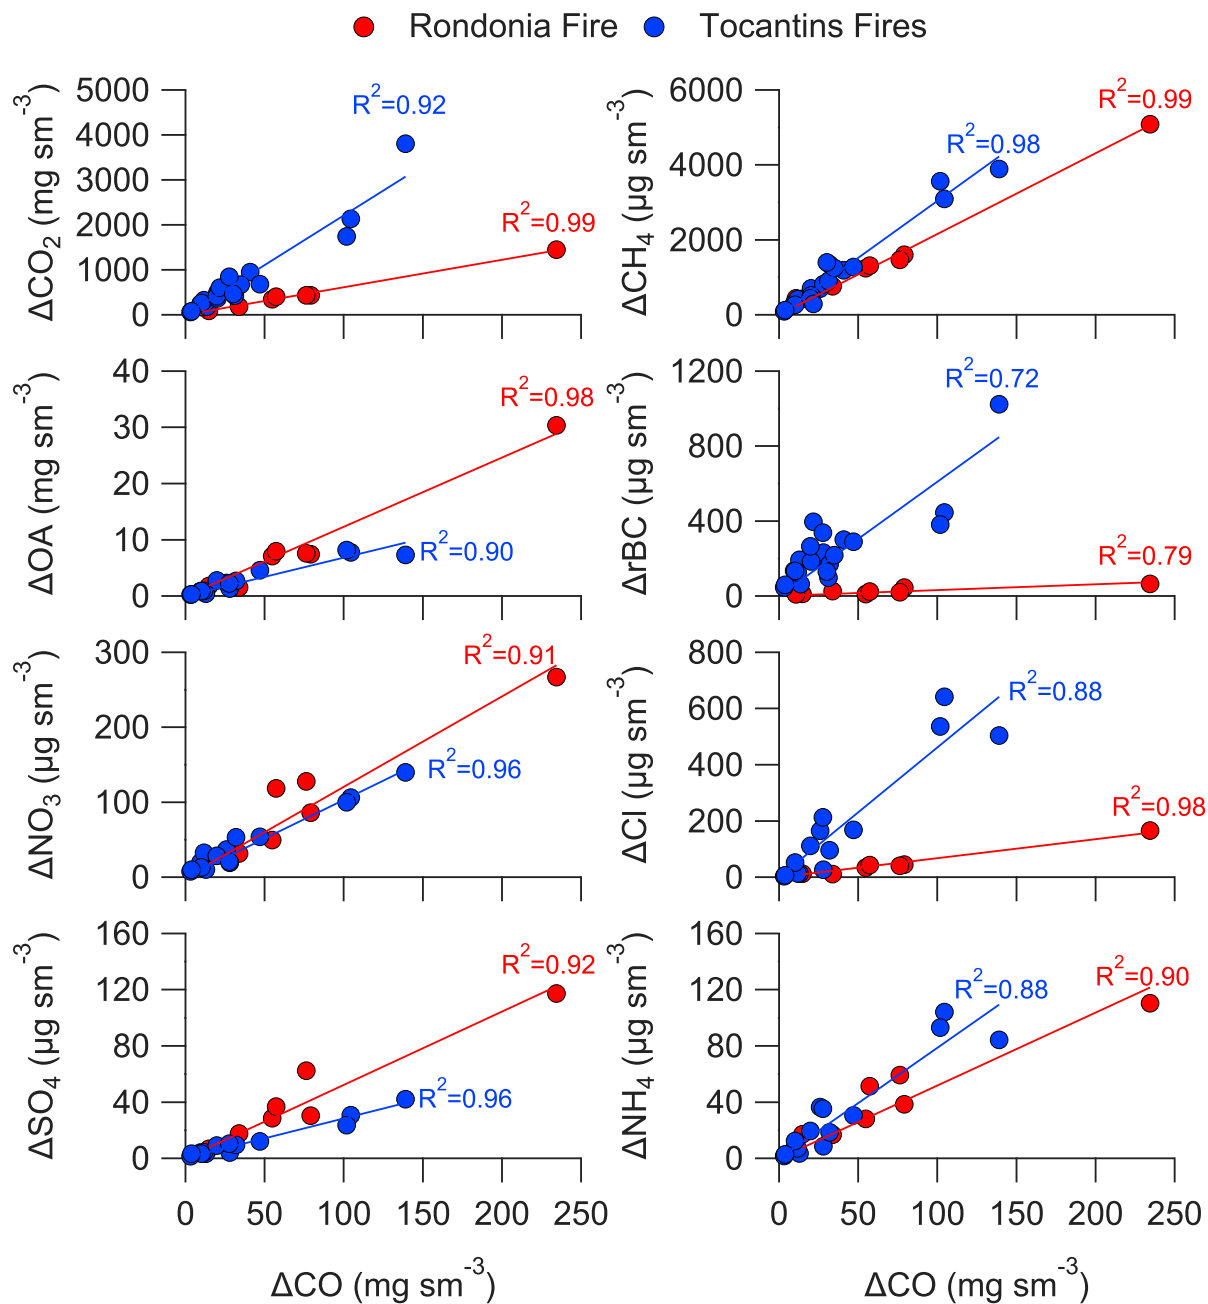 Rondonia Fire Tocantins Fires
ΔCO₂ (mg sm⁻³)
5000
4000
3000
2000
1000
0
R²=0.92
R²=0.99
ΔCH₄ (µg sm⁻³)
6000
4000
2000
0
R²=0.99
R²=0.98
ΔOA (mg sm⁻³)
40
30
20
10
0
R²=0.98
R²=0.90
ΔrBC (µg sm⁻³)
1200
800
400
0
R²=0.72
R²=0.79
ΔNO₃ (µg sm⁻³)
300
200
100
0
R²=0.91
R²=0.96
ΔCl (µg sm⁻³)
800
600
400
200
0
R²=0.88
R²=0.98
ΔSO₄ (µg sm⁻³)
160
120
80
40
0
R²=0.92
R²=0.96
0 50 100 150 200 250
ΔCO (mg sm⁻³)
ΔNH₄ (µg sm⁻³)
160
120
80
40
0
R²=0.90
R²=0.88
0 50 100 150 200 250
ΔCO (mg sm⁻³)